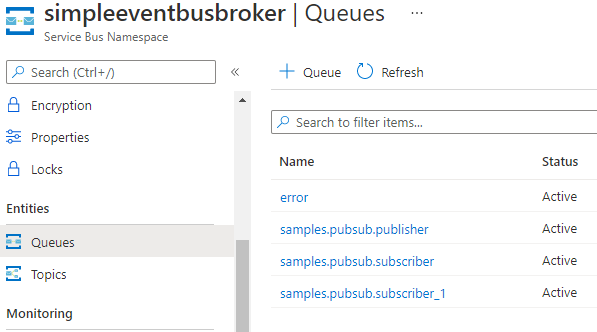 simpleeventbusbroker | Queues ...
Service Bus Namespace
Search (Ctrl+/) «
Encryption
Properties
Locks
Entities
Queues
Topics
Monitoring
+ Queue Refresh
Search to filter items...
Name Status
error Active
samples.pubsub.publisher Active
samples.pubsub.subscriber Active
samples.pubsub.subscriber_1 Active